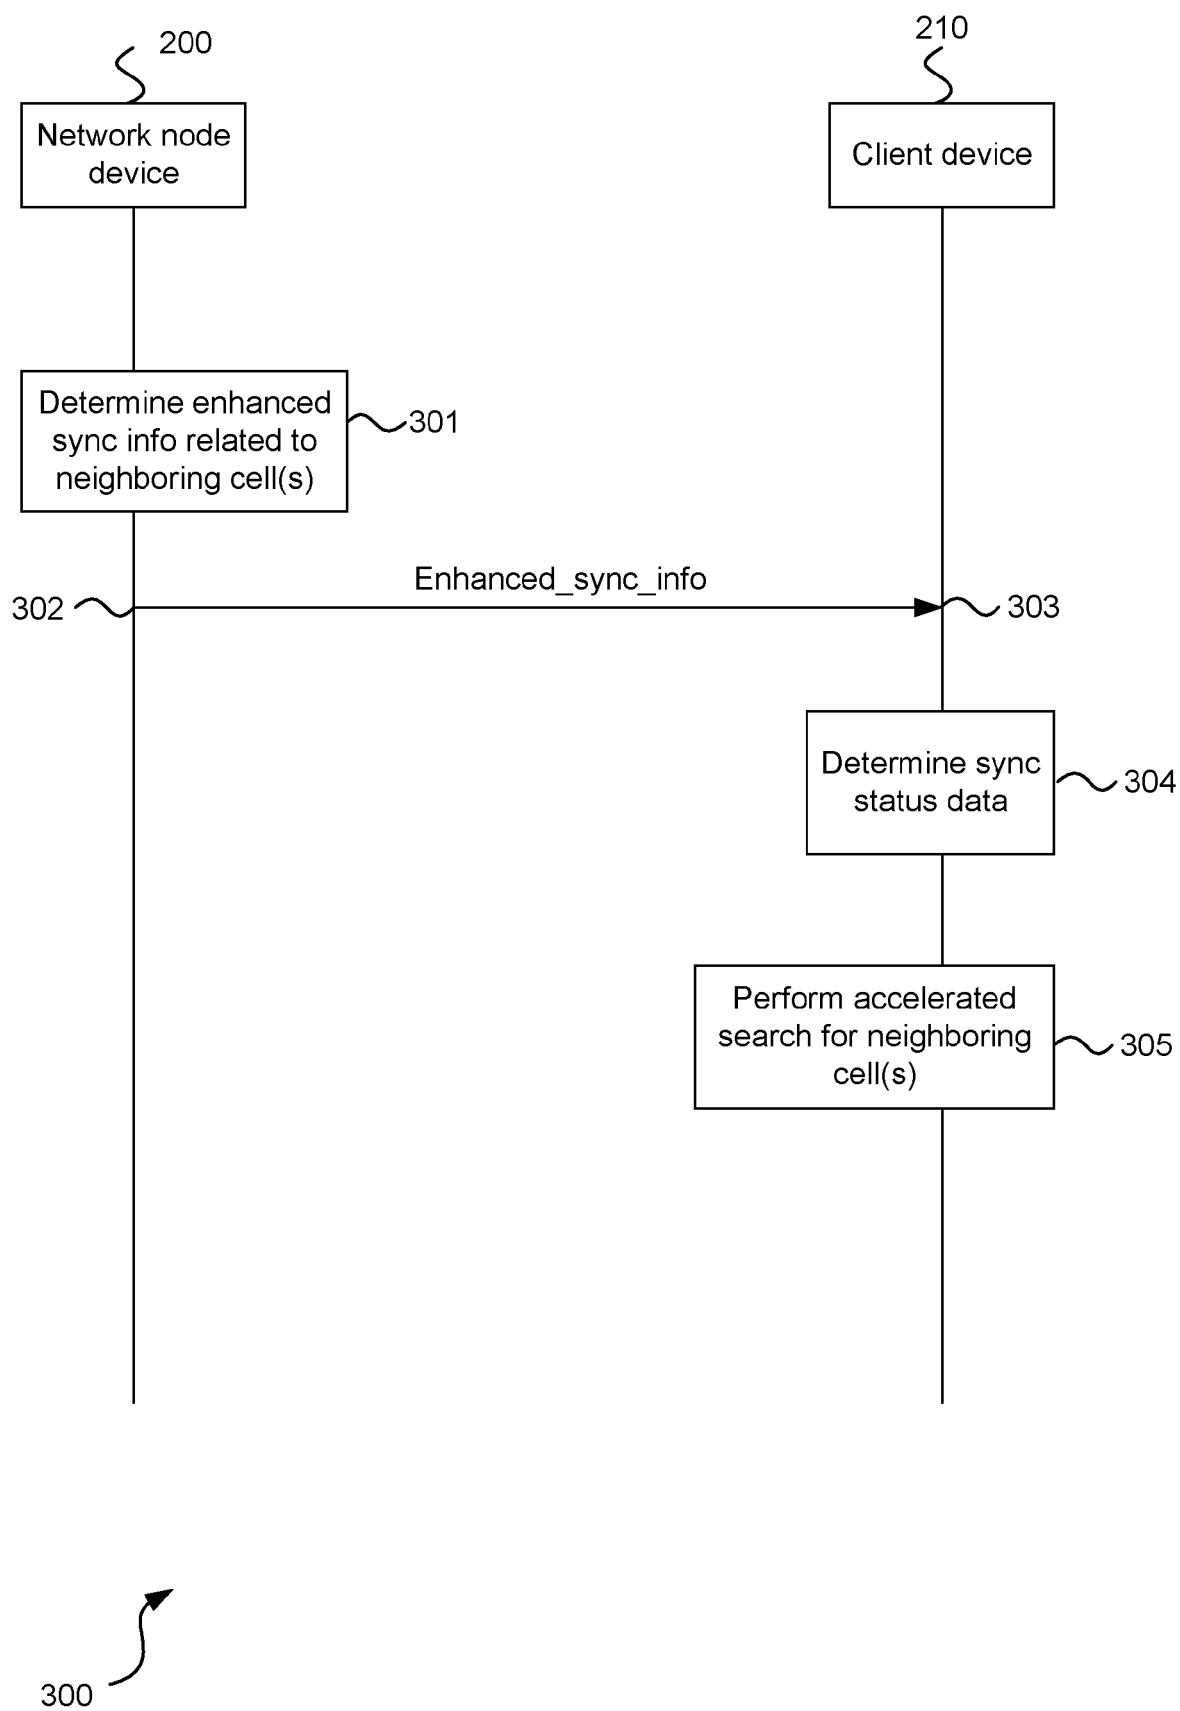 200
210
Network node
device
Client device
Determine enhanced
sync info related to
neighboring cell(s)
301
Enhanced_sync_info
302
303
Determine sync
status data
304
Perform accelerated
search for neighboring
cell(s)
305
300